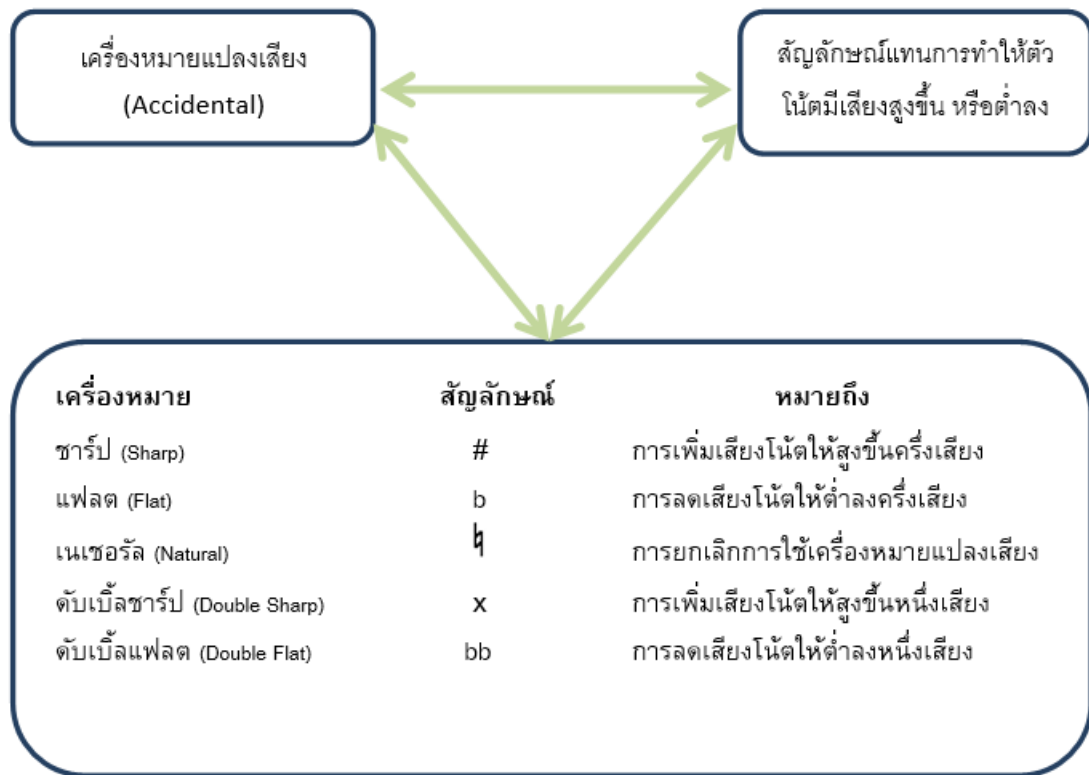 เครื่องหมายแปลงเสียง
(Accidental)
สัญลักษณ์แทนการทำให้ตัว
โน้ตมีเสียงสูงขึ้น หรือต่ำลง
เครื่องหมาย สัญลักษณ์ หมายถึง
ชาร์ป (Sharp) # การเพิ่มเสียงโน้ตให้สูงขึ้นครึ่งเสียง
แฟลต (Flat) b การลดเสียงโน้ตให้ต่ำลงครึ่งเสียง
เนเชอรัล (Natural) ♮ การยกเลิกการใช้เครื่องหมายแปลงเสียง
ดับเบิ้ลชาร์ป (Double Sharp) x การเพิ่มเสียงโน้ตให้สูงขึ้นหนึ่งเสียง
ดับเบิ้ลแฟลต (Double Flat) bb การลดเสียงโน้ตให้ต่ำลงหนึ่งเสียง